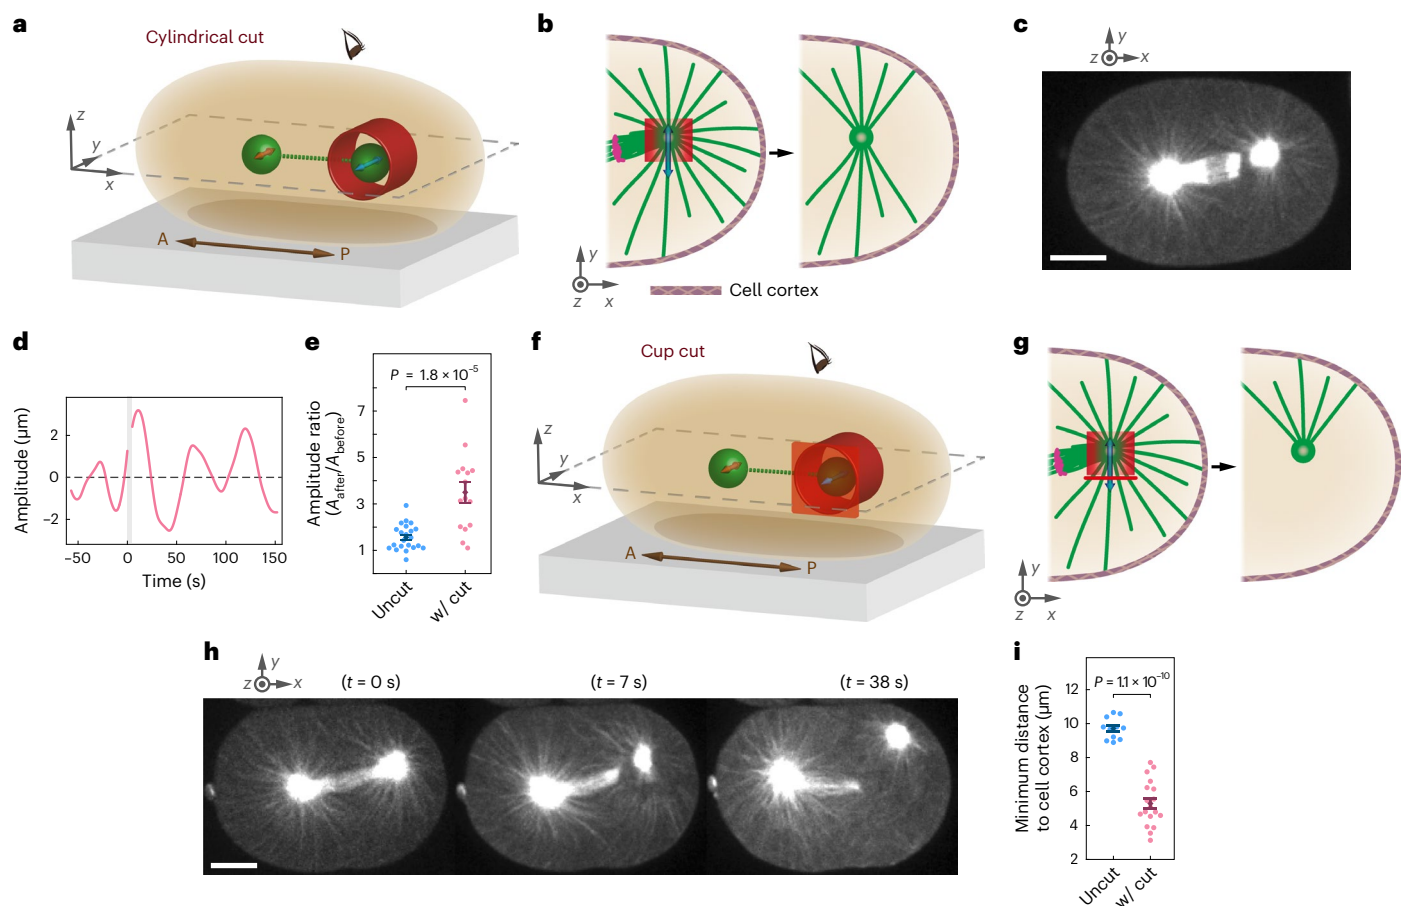 a
Cylindrical cut
z
y
x
A
P
b
y
z
x
Cell cortex
c
y
z
x
d
Amplitude (µm)
2
0
−2
−50
0
50
100
150
Time (s)
e
Amplitude ratio
(Aafter/Abefore)
P = 1.8 × 10−5
7
5
3
1
Uncut
w/ cut
f
Cup cut
z
y
x
A
P
g
y
z
x
h
y
z
x
(t = 0 s)
(t = 7 s)
(t = 38 s)
i
Minimum distance
to cell cortex (µm)
P = 1.1 × 10−10
12
10
8
6
4
2
Uncut
w/ cut